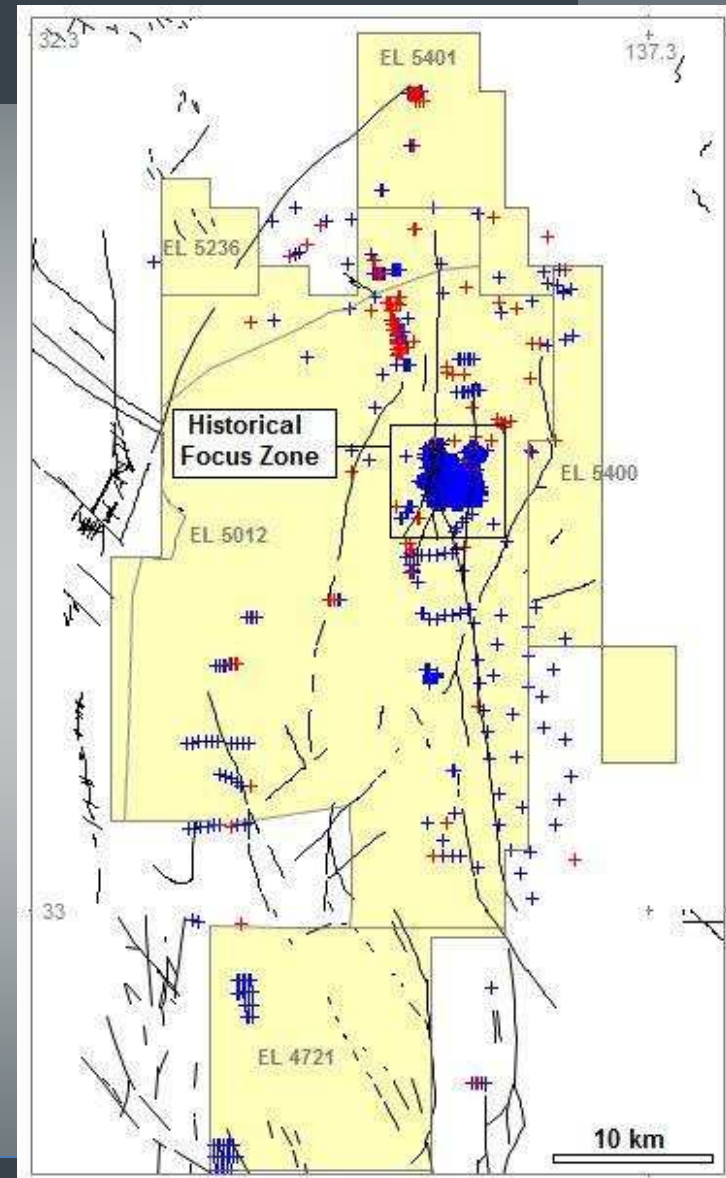 32.3
137.3
EL 5401
EL 5236
Historical
Focus Zone
EL 5400
EL 5012
33
EL 4721
10 km